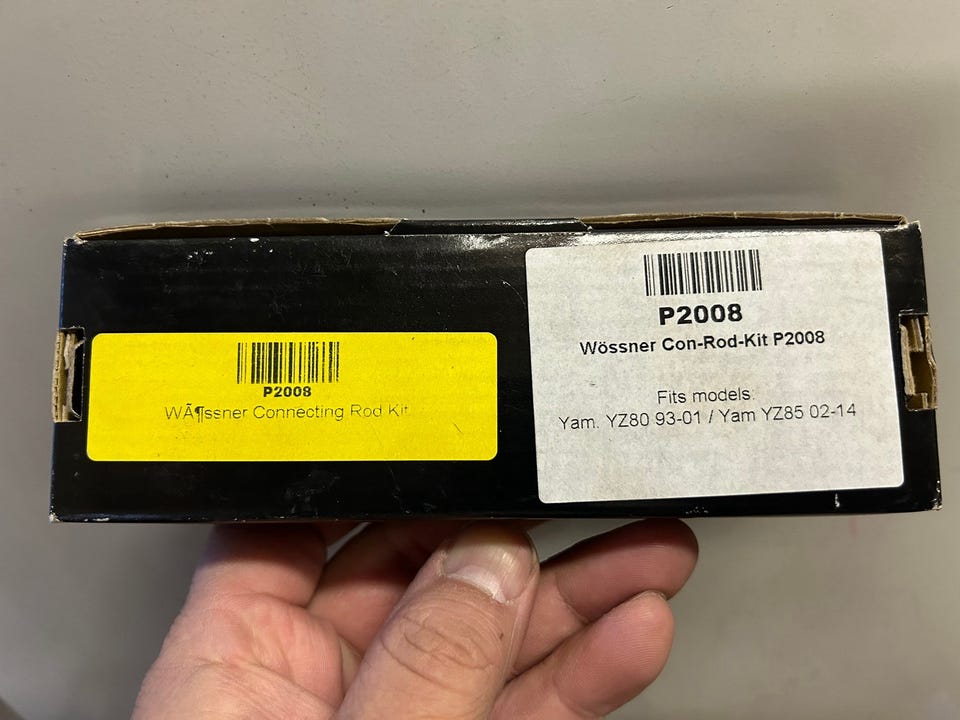 P2008
WÃ¶ssner Connecting Rod Kit
P2008
Wössner Con-Rod-Kit P2008
Fits models:
Yam. YZ80 93-01 / Yam YZ85 02-14